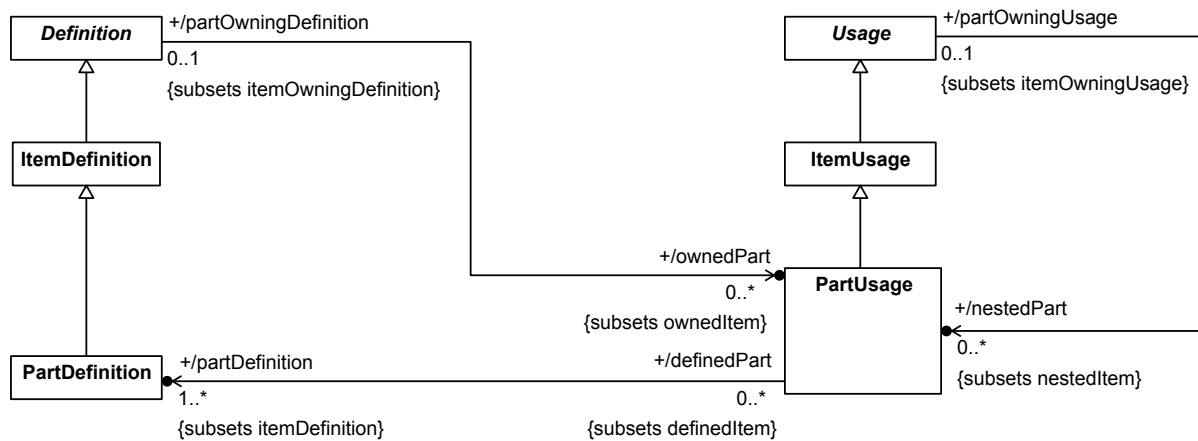 +/partOwningDefinition
Definition
0..1
{subsets itemOwningDefinition}
+/partOwningUsage
Usage
0..1
{subsets itemOwningUsage}
ItemDefinition
ItemUsage
+/ownedPart
0..*
{subsets ownedItem}
PartUsage
+/nestedPart
0..*
{subsets nestedItem}
PartDefinition
+/partDefinition
1..*
{subsets itemDefinition}
+/definedPart
0..*
{subsets definedItem}